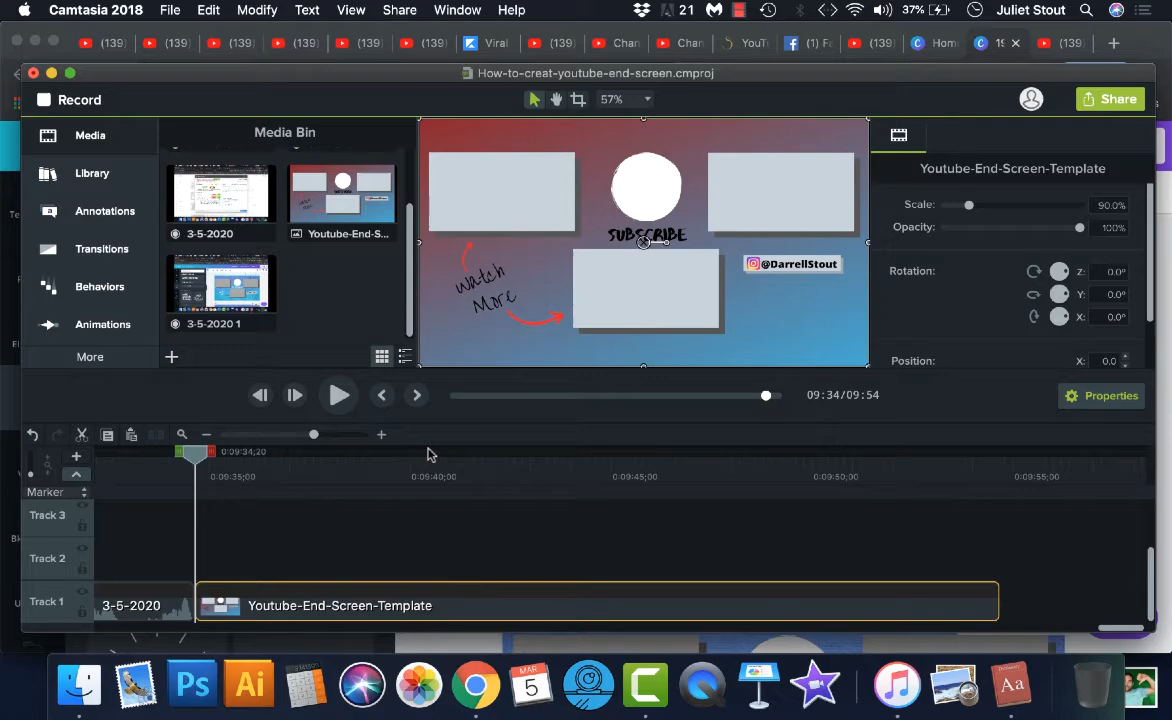 Camtasia 2018 File Edit Modify Text View Share Window Help 21 37% Juliet Stout
(139) (139) (139) (139) (139) (139) Viral (139) Chan Chan YouTu (1) Fa (139) Hom 19 (139)
How-to-creat-youtube-end-screen.cmproj
Record 57% Share
Media
Library
Annotations
Transitions
Behaviors
Animations
More
Media Bin
3-5-2020 Youtube-End-S...
3-5-2020 1
SUBSCRIBE
@DarrellStout
watch
More
Youtube-End-Screen-Template
Scale: 90.0%
Opacity: 100%
Rotation: Z: 0.0°
Y: 0.0°
X: 0.0°
Position: X: 0.0
09:34/09:54 Properties
0:09:34;20
0:09:35;00 0:09:40;00 0:09:45;00 0:09:50;00 0:09:55;00
Marker
Track 3
Track 2
Track 1 3-5-2020 Youtube-End-Screen-Template
Ps Ai MAR 5 Aa